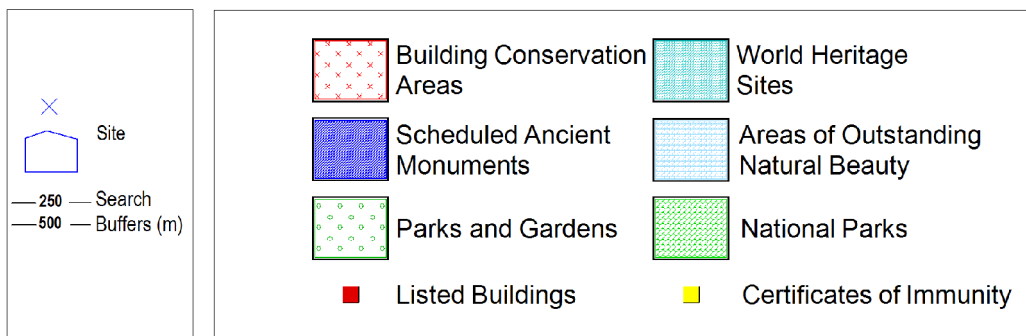 Site
250 Search
500 Buffers (m)
Building Conservation
Areas
World Heritage
Sites
Scheduled Ancient
Monuments
Areas of Outstanding
Natural Beauty
Parks and Gardens
National Parks
Listed Buildings
Certificates of Immunity